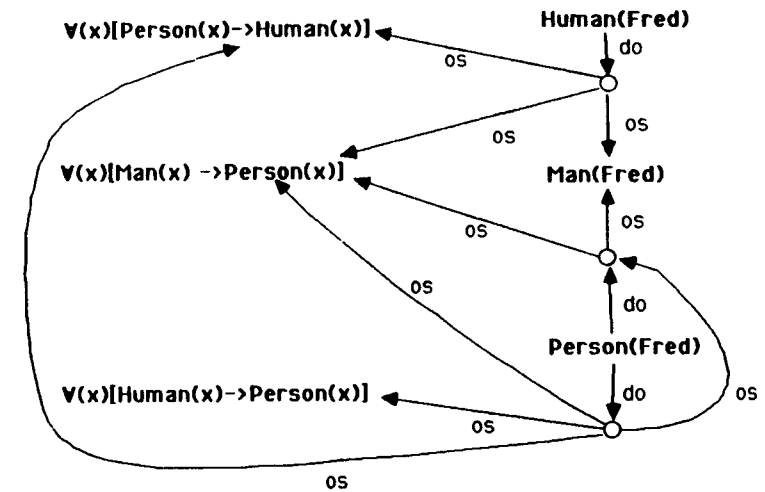 ∀(x)[Person(x)->Human(x)]
Human(Fred)
do
os
os
os
∀(x)[Man(x) ->Person(x)]
Man(Fred)
os
os
os
do
Person(Fred)
∀(x)[Human(x)->Person(x)]
do
os
os
os